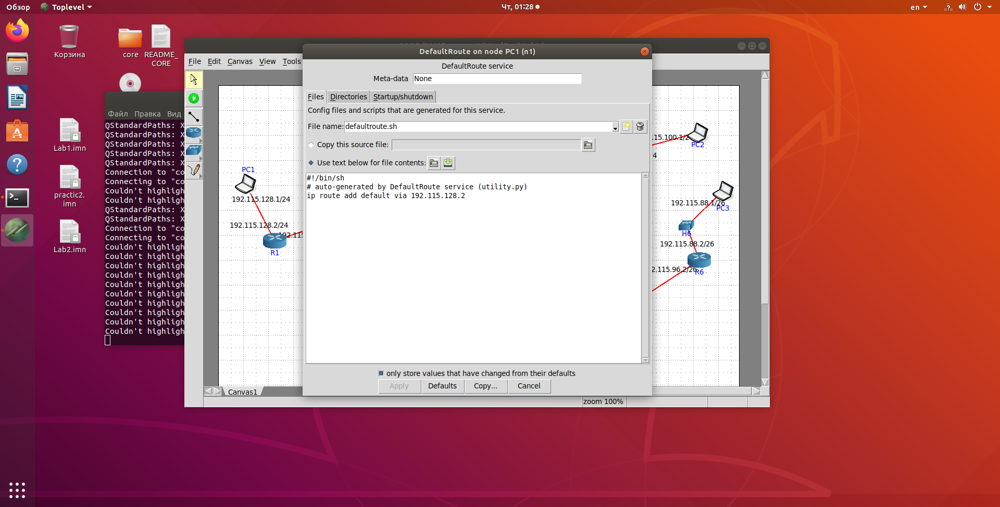 Обзор
Toplevel
Чт, 01:28
en
Корзина
core
README_
CORE
Lab1.imn
practic2.
imn
Lab2.imn
Файл Правка Вид
QStandardPaths: X
QStandardPaths: X
QStandardPaths: X
QStandardPaths: X
QStandardPaths: X
Connection to "co
Connecting to "co
Couldn't highligh
Couldn't highligh
QStandardPaths: X
QStandardPaths: X
Connection to "co
Connecting to "co
Couldn't highligh
Couldn't highligh
Couldn't highligh
Couldn't highligh
Couldn't highligh
Couldn't highligh
Couldn't highligh
Couldn't highligh
Couldn't highligh
Couldn't highligh
File Edit Canvas View Tools
PC1
192.115.128.1/24
192.115.128.2/24
192.115
R1
Canvas1
zoom 100%
DefaultRoute on node PC1 (n1)
DefaultRoute service
Meta-data None
Files Directories Startup/shutdown
Config files and scripts that are generated for this service.
File name: defaultroute.sh
Copy this source file:
Use text below for file contents:
#!/bin/sh
# auto-generated by DefaultRoute service (utility.py)
ip route add default via 192.115.128.2
only store values that have changed from their defaults
Apply Defaults Copy... Cancel
15.100.1/2
PC2
4
192.115.88.1/26
PC3
H6
192.115.88.2/26
2.115.96.2/26
R6